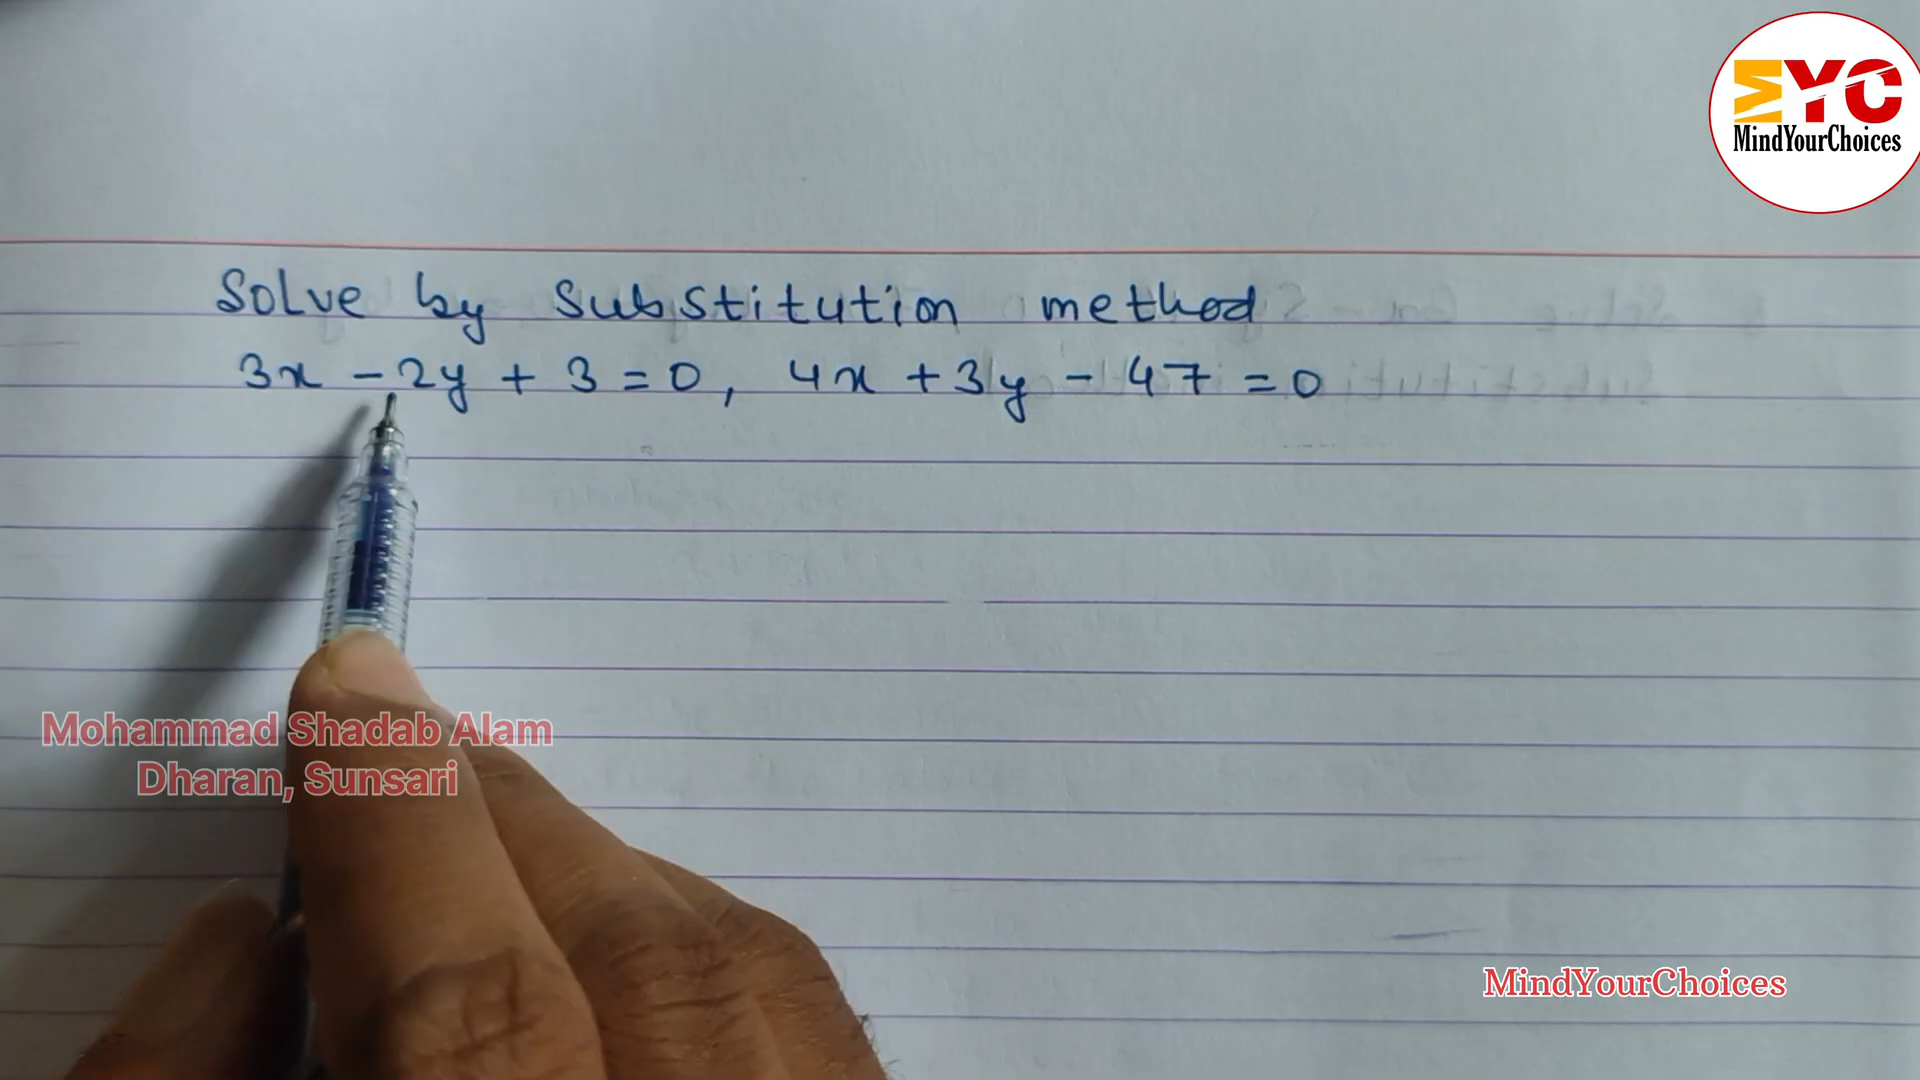 MYC
MindYourChoices
Solve by substitution method
3x - 2y + 3 = 0, 4x + 3y - 47 = 0
Mohammad Shadab Alam
Dharan, Sunsari
MindYourChoices